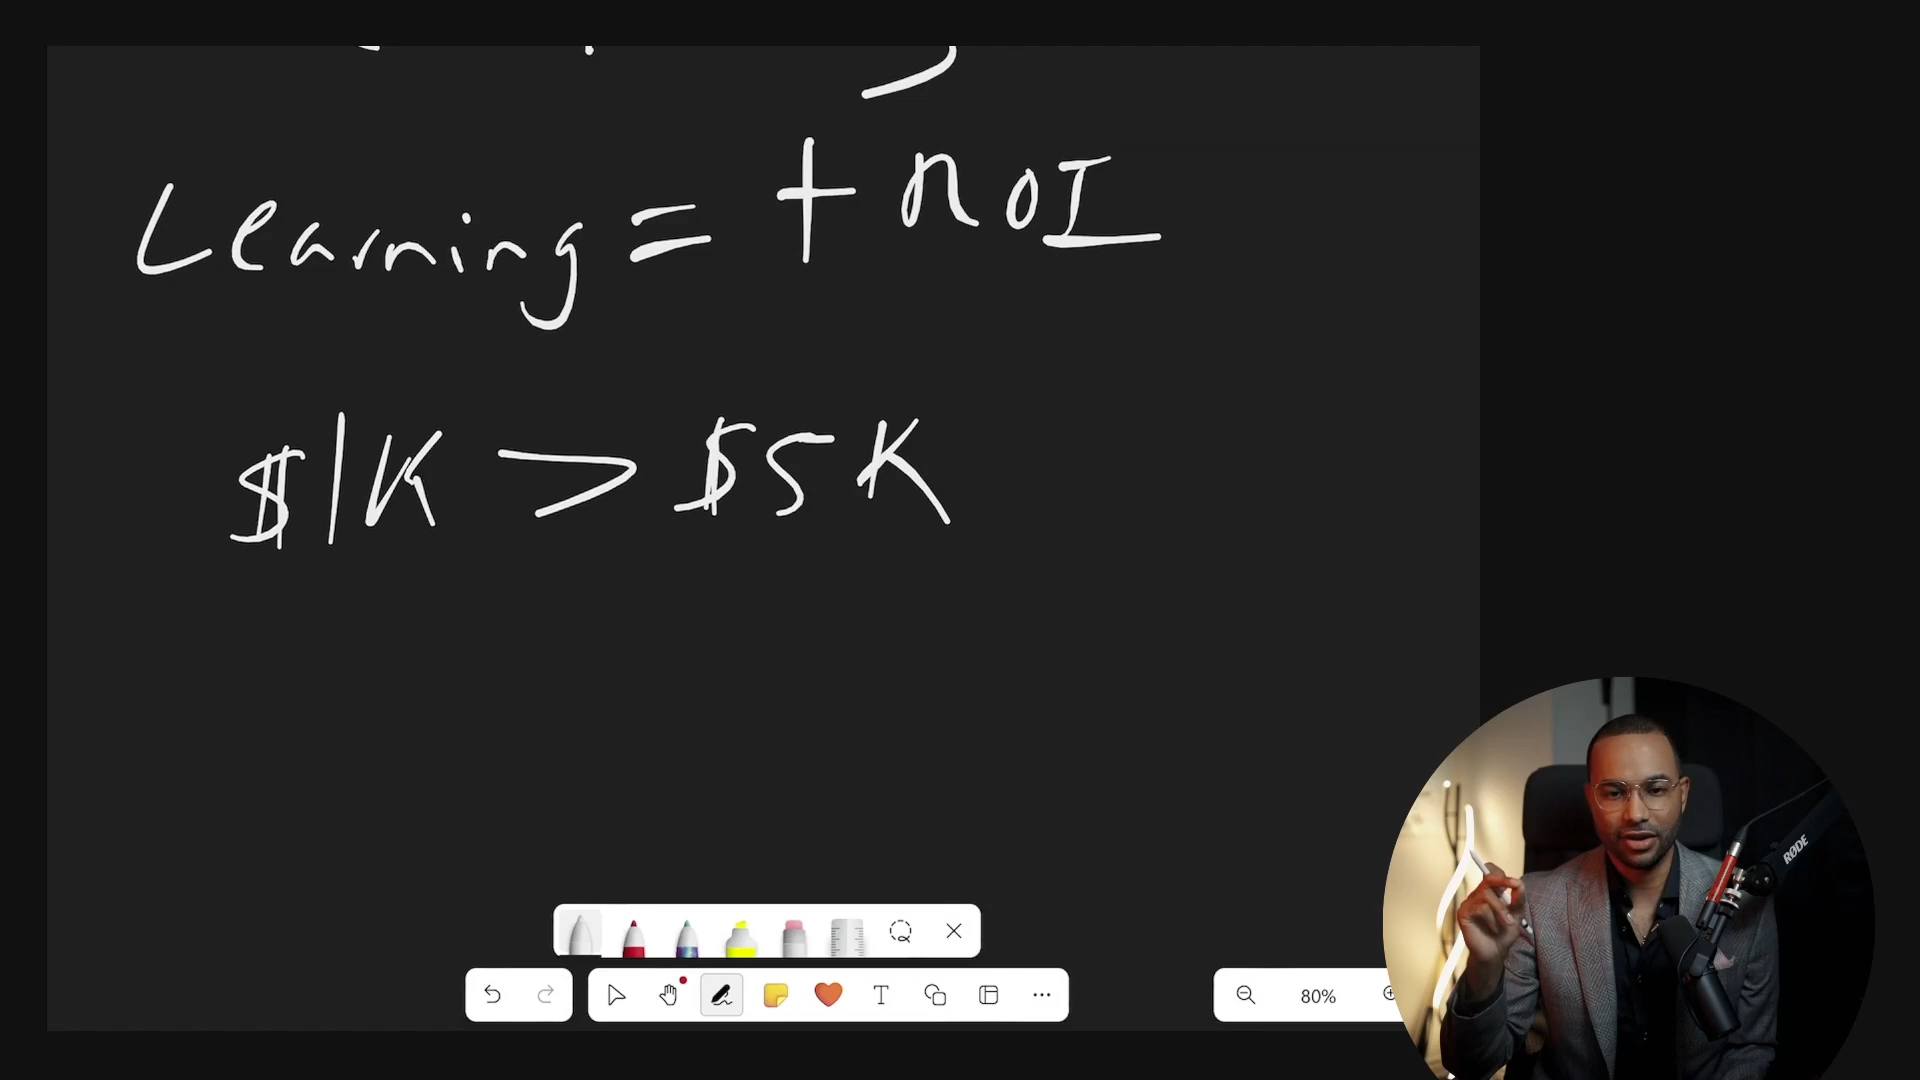 Learning = + ROI
$1K > $5K
80%
RØDE